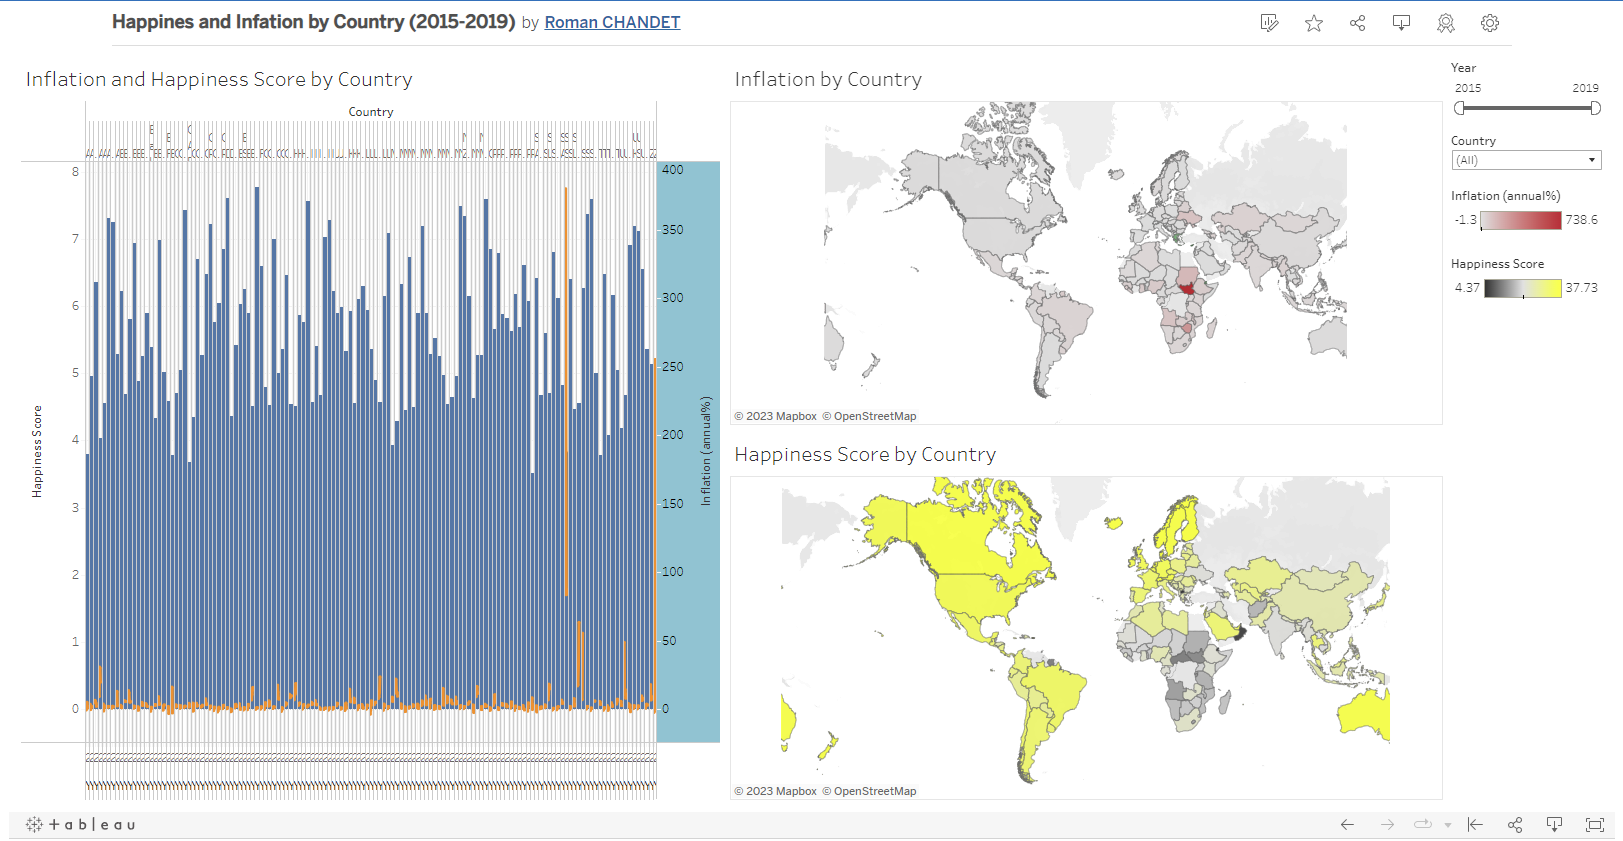 Happines and Infation by Country (2015-2019) by Roman CHANDET
Inflation and Happiness Score by Country
Country
8
7
6
5
4
3
2
1
0
Happiness Score
400
350
300
250
200
150
100
50
0
Inflation (annual%)
Inflation by Country
© 2023 Mapbox © OpenStreetMap
Happiness Score by Country
© 2023 Mapbox © OpenStreetMap
Year
2015 2019
Country
(All)
Inflation (annual%)
-1.3 738.6
Happiness Score
4.37 37.73
+ a b l e a u